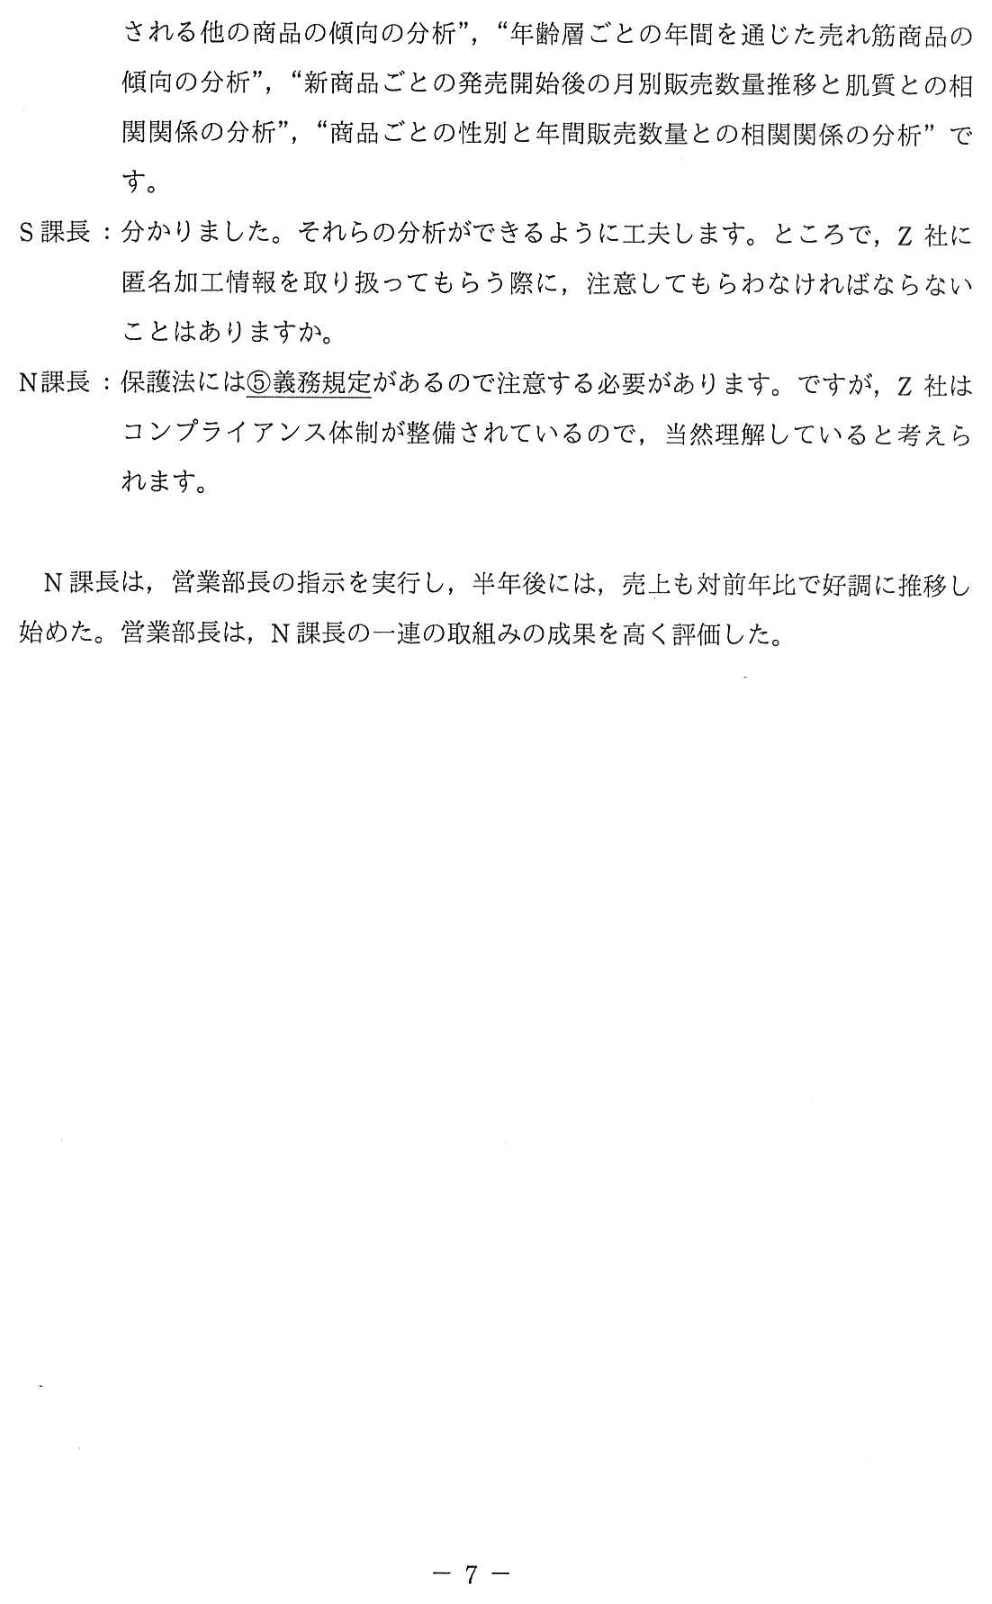 される他の商品の傾向の分析”，“年齢層ごとの年間を通じた売れ筋商品の
傾向の分析”，“新商品ごとの発売開始後の月別販売数量推移と肌質との相
関関係の分析”，“商品ごとの性別と年間販売数量との相関関係の分析”で
す。
S課長：分かりました。それらの分析ができるように工夫します。ところで，Z 社に
匿名加工情報を取り扱ってもらう際に，注意してもらわなければならない
ことはありますか。
N課長：保護法には⑤義務規定があるので注意する必要があります。ですが，Z 社は
コンプライアンス体制が整備されているので，当然理解していると考えら
れます。
N課長は，営業部長の指示を実行し，半年後には，売上も対前年比で好調に推移し
始めた。営業部長は，N課長の一連の取組みの成果を高く評価した。
－ 7 －